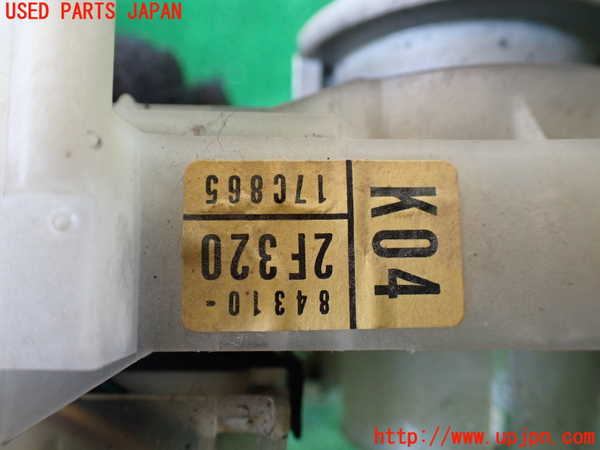 USED PARTS JAPAN
84310-
2F320
17C865
K04
http://www.upjpn.com/